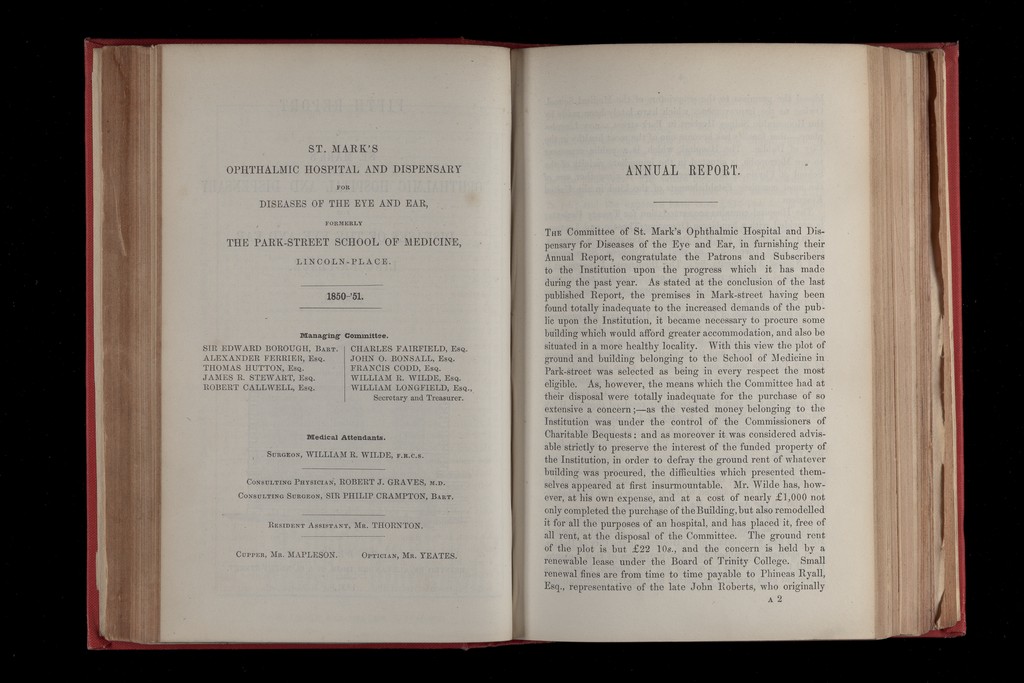 ST. MARK'S
OPHTHALMIC HOSPITAL AND DISPENSARY
FOR
DISEASES OF THE EYE AND EAR,
FORMERLY
THE PARK-STREET SCHOOL OF MEDICINE,
LINCOLN-PLACE.
1850-'51.
Managing Committee.
SIR EDWARD BOROUGH, BART.
ALEXANDER FERRIER, Esq.
THOMAS HUTTON, Esq.
JAMES R. STEWART, Esq.
ROBERT CALLWELL, Esq.
CHARLES FAIRFIELD, Esq.
JOHN O. BONSALL, Esq.
FRANCIS CODD, Esq.
WILLIAM R. WILDE, Esq.
WILLIAM LONGFIELD, Esq.,
Secretary and Treasurer.
Medical Attendants.
SURGEON, WILLIAM R. WILDE, F.R.C.S.
CONSULTING PHYSICIAN, ROBERT J. GRAVES, M.D.
CONSULTING SURGEON, SIR PHILIP CRAMPTON, BART.
RESIDENT ASSISTANT, MR. THORNTON.
CUPPER, MR. MAPLESON. OPTICIAN, MR. YEATES.
ANNUAL REPORT.
THE Committee of St. Mark's Ophthalmic Hospital and Dis-
pensary for Diseases of the Eye and Ear, in furnishing their
Annual Report, congratulate the Patrons and Subscribers
to the Institution upon the progress which it has made
during the past year. As stated at the conclusion of the last
published Report, the premises in Mark-street having been
found totally inadequate to the increased demands of the pub-
lic upon the Institution, it became necessary to procure some
building which would afford greater accommodation, and also be
situated in a more healthy locality. With this view the plot of
ground and building belonging to the School of Medicine in
Park-street was selected as being in every respect the most
eligible. As, however, the means which the Committee had at
their disposal were totally inadequate for the purchase of so
extensive a concern;—as the vested money belonging to the
Institution was under the control of the Commissioners of
Charitable Bequests: and as moreover it was considered advis-
able strictly to preserve the interest of the funded property of
the Institution, in order to defray the ground rent of whatever
building was procured, the difficulties which presented them-
selves appeared at first insurmountable. Mr. Wilde has, how-
ever, at his own expense, and at a cost of nearly £1,000 not
only completed the purchase of the Building, but also remodelled
it for all the purposes of an hospital, and has placed it, free of
all rent, at the disposal of the Committee. The ground rent
of the plot is but £22 10s., and the concern is held by a
renewable lease under the Board of Trinity College. Small
renewal fines are from time to time payable to Phineas Ryall,
Esq., representative of the late John Roberts, who originally
A 2